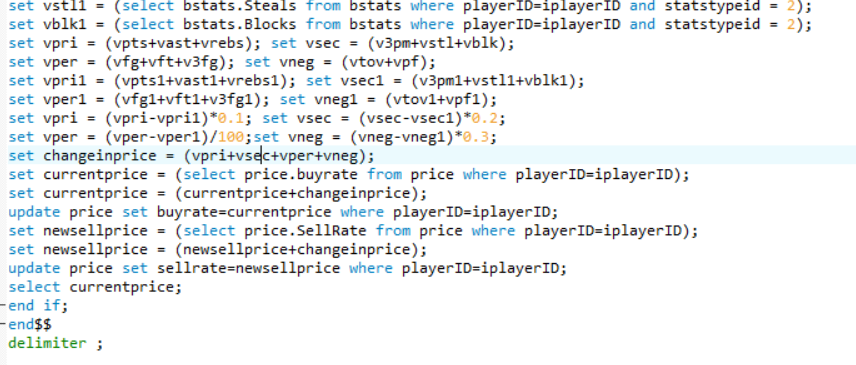 set vstl1 = (select bstats.Steals from bstats where playerID=iplayerID and statstypeid = 2);
set vblk1 = (select bstats.Blocks from bstats where playerID=iplayerID and statstypeid = 2);
set vpri = (vpts+vast+vrebs); set vsec = (v3pm+vstl+vblk);
set vper = (vfg+vft+v3fg); set vneg = (vtov+vpf);
set vpri1 = (vpts1+vast1+vrebs1); set vsec1 = (v3pm1+vstl1+vblk1);
set vper1 = (vfg1+vft1+v3fg1); set vneg1 = (vtov1+vpf1);
set vpri = (vpri-vpri1)*0.1; set vsec = (vsec-vsec1)*0.2;
set vper = (vper-vper1)/100;set vneg = (vneg-vneg1)*0.3;
set changeinprice = (vpri+vsec+vper+vneg);
set currentprice = (select price.buyrate from price where playerID=iplayerID);
set currentprice = (currentprice+changeinprice);
update price set buyrate=currentprice where playerID=iplayerID;
set newsellprice = (select price.SellRate from price where playerID=iplayerID);
set newsellprice = (newsellprice+changeinprice);
update price set sellrate=newsellprice where playerID=iplayerID;
select currentprice;
end if;
end$$
delimiter ;